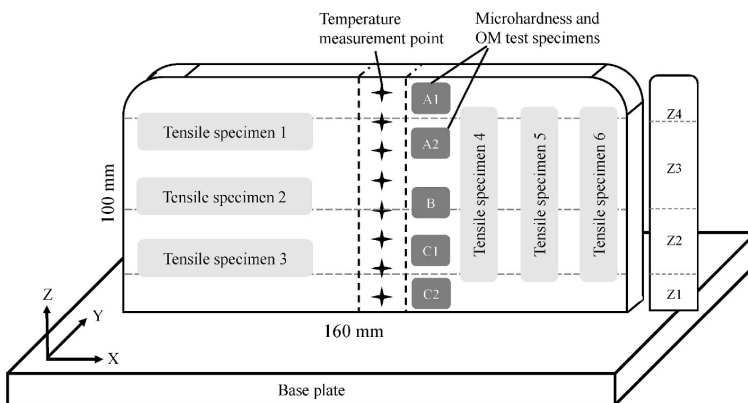 Temperature
measurement point
Microhardness and
OM test specimens
A1
Z4
Tensile specimen 1
A2
Tensile specimen 4
Tensile specimen 5
Tensile specimen 6
Z3
100 mm
Tensile specimen 2
B
Tensile specimen 3
C1
Z2
C2
Z1
Z
Y
X
160 mm
Base plate